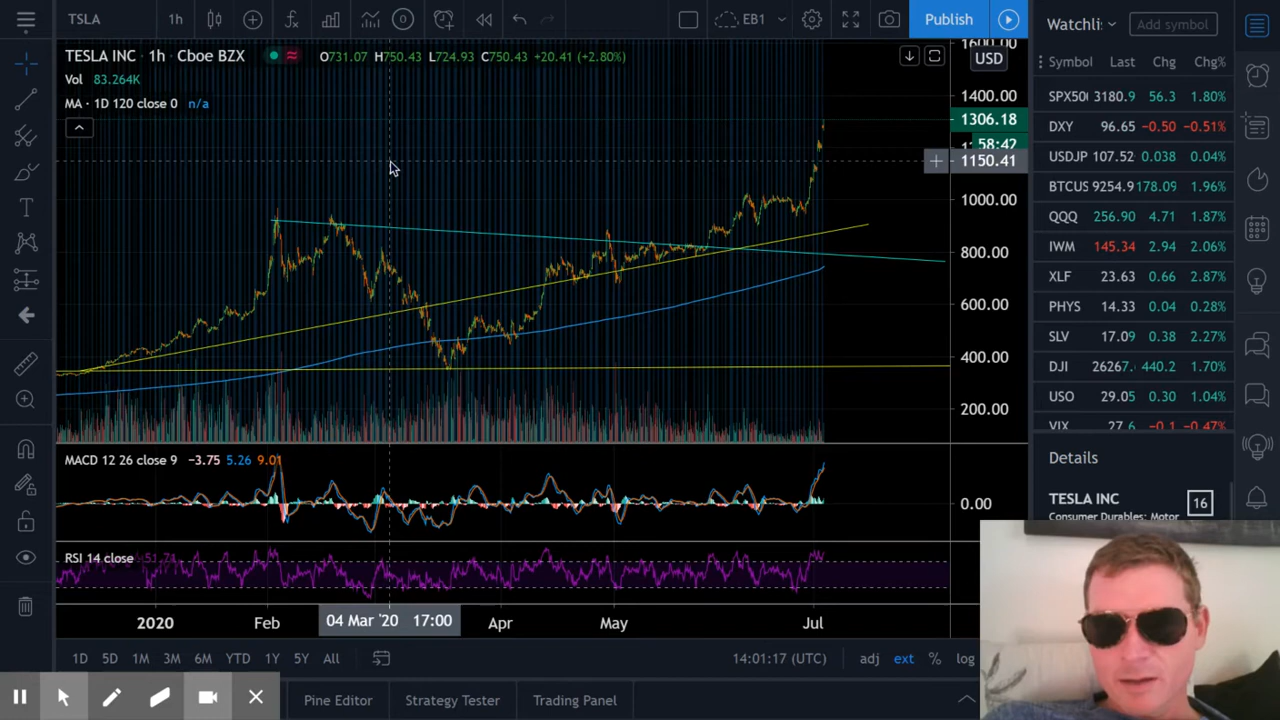 TSLA 1h EB1 Publish
TESLA INC · 1h · Cboe BZX O731.07 H750.43 L724.93 C750.43 +20.41 (+2.80%)
Vol 83.264K
MA · 1D 120 close 0 n/a
1600.00
USD
1400.00
1306.18
58:42
1150.41
1000.00
800.00
600.00
400.00
200.00
MACD 12 26 close 9 −3.75 5.26 9.01
0.00
RSI 14 close 51.71
2020 Feb 04 Mar '20 17:00 Apr May Jul
1D 5D 1M 3M 6M YTD 1Y 5Y All 14:01:17 (UTC) adj ext % log
Pine Editor Strategy Tester Trading Panel
Watchli: Add symbol
Symbol Last Chg Chg%
SPX50 3180.9 56.3 1.80%
DXY 96.65 −0.50 −0.51%
USDJP 107.52 0.038 0.04%
BTCUS 9254.9 178.09 1.96%
QQQ 256.90 4.71 1.87%
IWM 145.34 2.94 2.06%
XLF 23.63 0.66 2.87%
PHYS 14.33 0.04 0.28%
SLV 17.09 0.38 2.27%
DJI 26267. 440.2 1.70%
USO 29.05 0.30 1.04%
VIX 27.6 −0.1 −0.47%
Details
TESLA INC 16
Consumer Durables: Motor